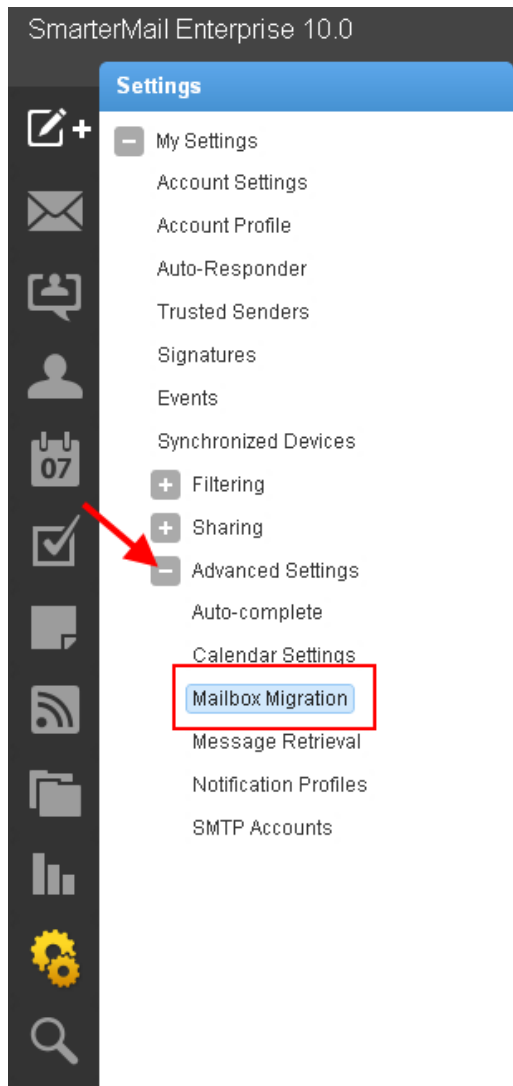 SmarterMail Enterprise 10.0
Settings
My Settings
Account Settings
Account Profile
Auto-Responder
Trusted Senders
Signatures
Events
Synchronized Devices
07
Filtering
Sharing
Advanced Settings
Auto-complete
Calendar Settings
Mailbox Migration
Message Retrieval
Notification Profiles
SMTP Accounts